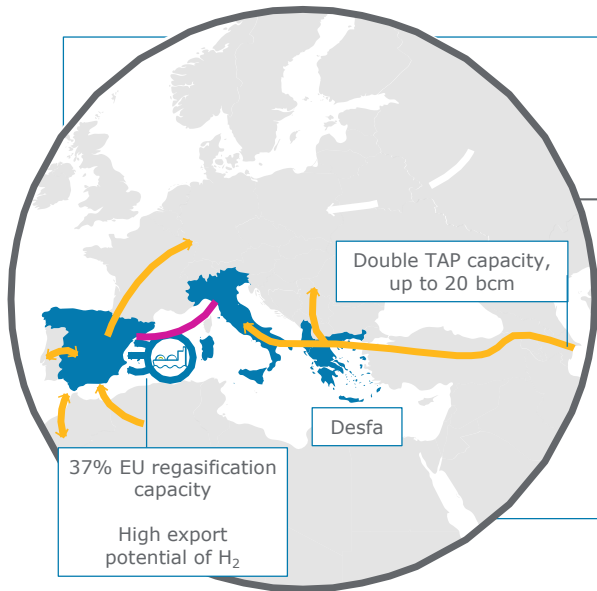 Double TAP capacity,
up to 20 bcm
Desfa
37% EU regasification
capacity
High export
potential of H₂